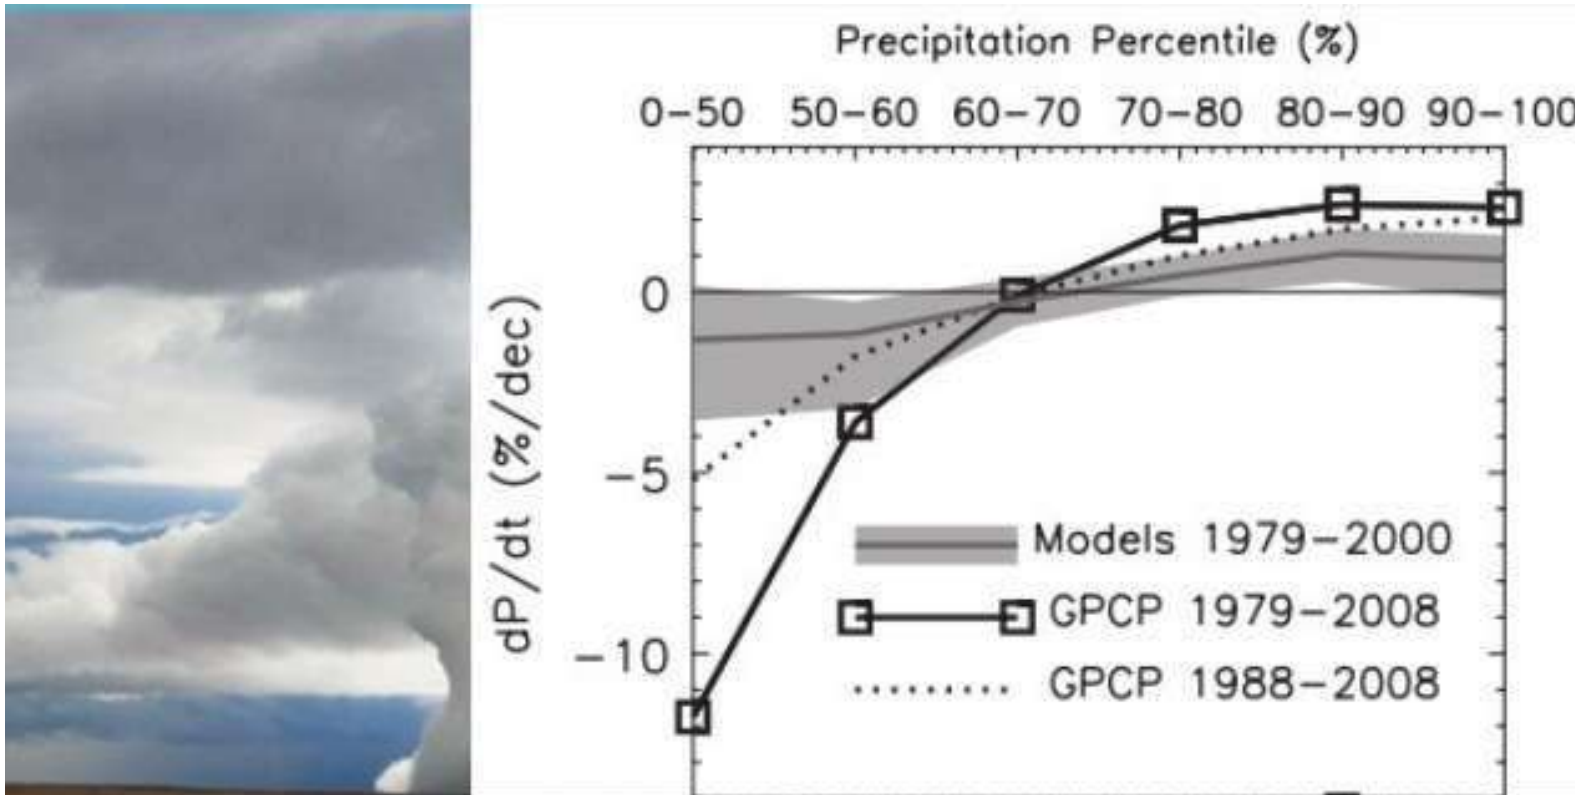 Precipitation Percentile (%)
0-50 50-60 60-70 70-80 80-90 90-100
0
-5
-10
dP/dt (%/dec)
Models 1979-2000
GPCP 1979-2008
GPCP 1988-2008